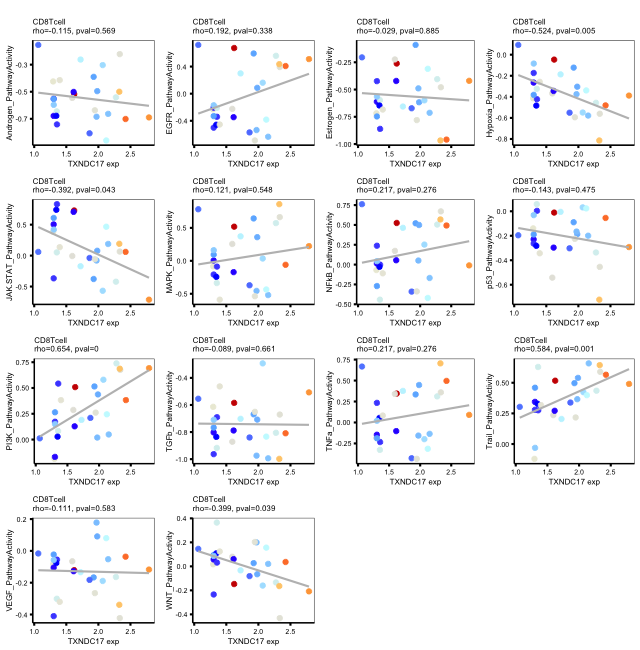 CD8Tcell
rho=-0.115, pval=0.569
Androgen_PathwayActivity
-0.3
-0.5
-0.7
1.0 1.5 2.0 2.5
TXNDC17 exp
CD8Tcell
rho=0.192, pval=0.338
EGFR_PathwayActivity
0.4
0.0
-0.4
1.0 1.5 2.0 2.5
TXNDC17 exp
CD8Tcell
rho=-0.029, pval=0.885
Estrogen_PathwayActivity
-0.25
-0.50
-0.75
-1.00
1.0 1.5 2.0 2.5
TXNDC17 exp
CD8Tcell
rho=-0.524, pval=0.005
Hypoxia_PathwayActivity
0.0
-0.2
-0.4
-0.6
-0.8
1.0 1.5 2.0 2.5
TXNDC17 exp
CD8Tcell
rho=-0.392, pval=0.043
JAK.STAT_PathwayActivity
0.5
0.0
-0.5
1.0 1.5 2.0 2.5
TXNDC17 exp
CD8Tcell
rho=0.121, pval=0.548
MAPK_PathwayActivity
0.5
0.0
-0.5
1.0 1.5 2.0 2.5
TXNDC17 exp
CD8Tcell
rho=0.217, pval=0.276
NFkB_PathwayActivity
0.75
0.50
0.25
0.00
-0.25
-0.50
1.0 1.5 2.0 2.5
TXNDC17 exp
CD8Tcell
rho=-0.143, pval=0.475
p53_PathwayActivity
0.0
-0.2
-0.4
-0.6
1.0 1.5 2.0 2.5
TXNDC17 exp
CD8Tcell
rho=0.654, pval=0
PI3K_PathwayActivity
0.75
0.50
0.25
0.00
1.0 1.5 2.0 2.5
TXNDC17 exp
CD8Tcell
rho=-0.089, pval=0.661
TGFb_PathwayActivity
-0.4
-0.6
-0.8
-1.0
1.0 1.5 2.0 2.5
TXNDC17 exp
CD8Tcell
rho=0.217, pval=0.276
TNFa_PathwayActivity
0.75
0.50
0.25
0.00
-0.25
1.0 1.5 2.0 2.5
TXNDC17 exp
CD8Tcell
rho=0.584, pval=0.001
Trail_PathwayActivity
0.50
0.25
0.00
1.0 1.5 2.0 2.5
TXNDC17 exp
CD8Tcell
rho=-0.111, pval=0.583
VEGF_PathwayActivity
0.2
0.0
-0.2
-0.4
1.0 1.5 2.0 2.5
TXNDC17 exp
CD8Tcell
rho=-0.399, pval=0.039
WNT_PathwayActivity
0.4
0.2
0.0
-0.2
-0.4
1.0 1.5 2.0 2.5
TXNDC17 exp